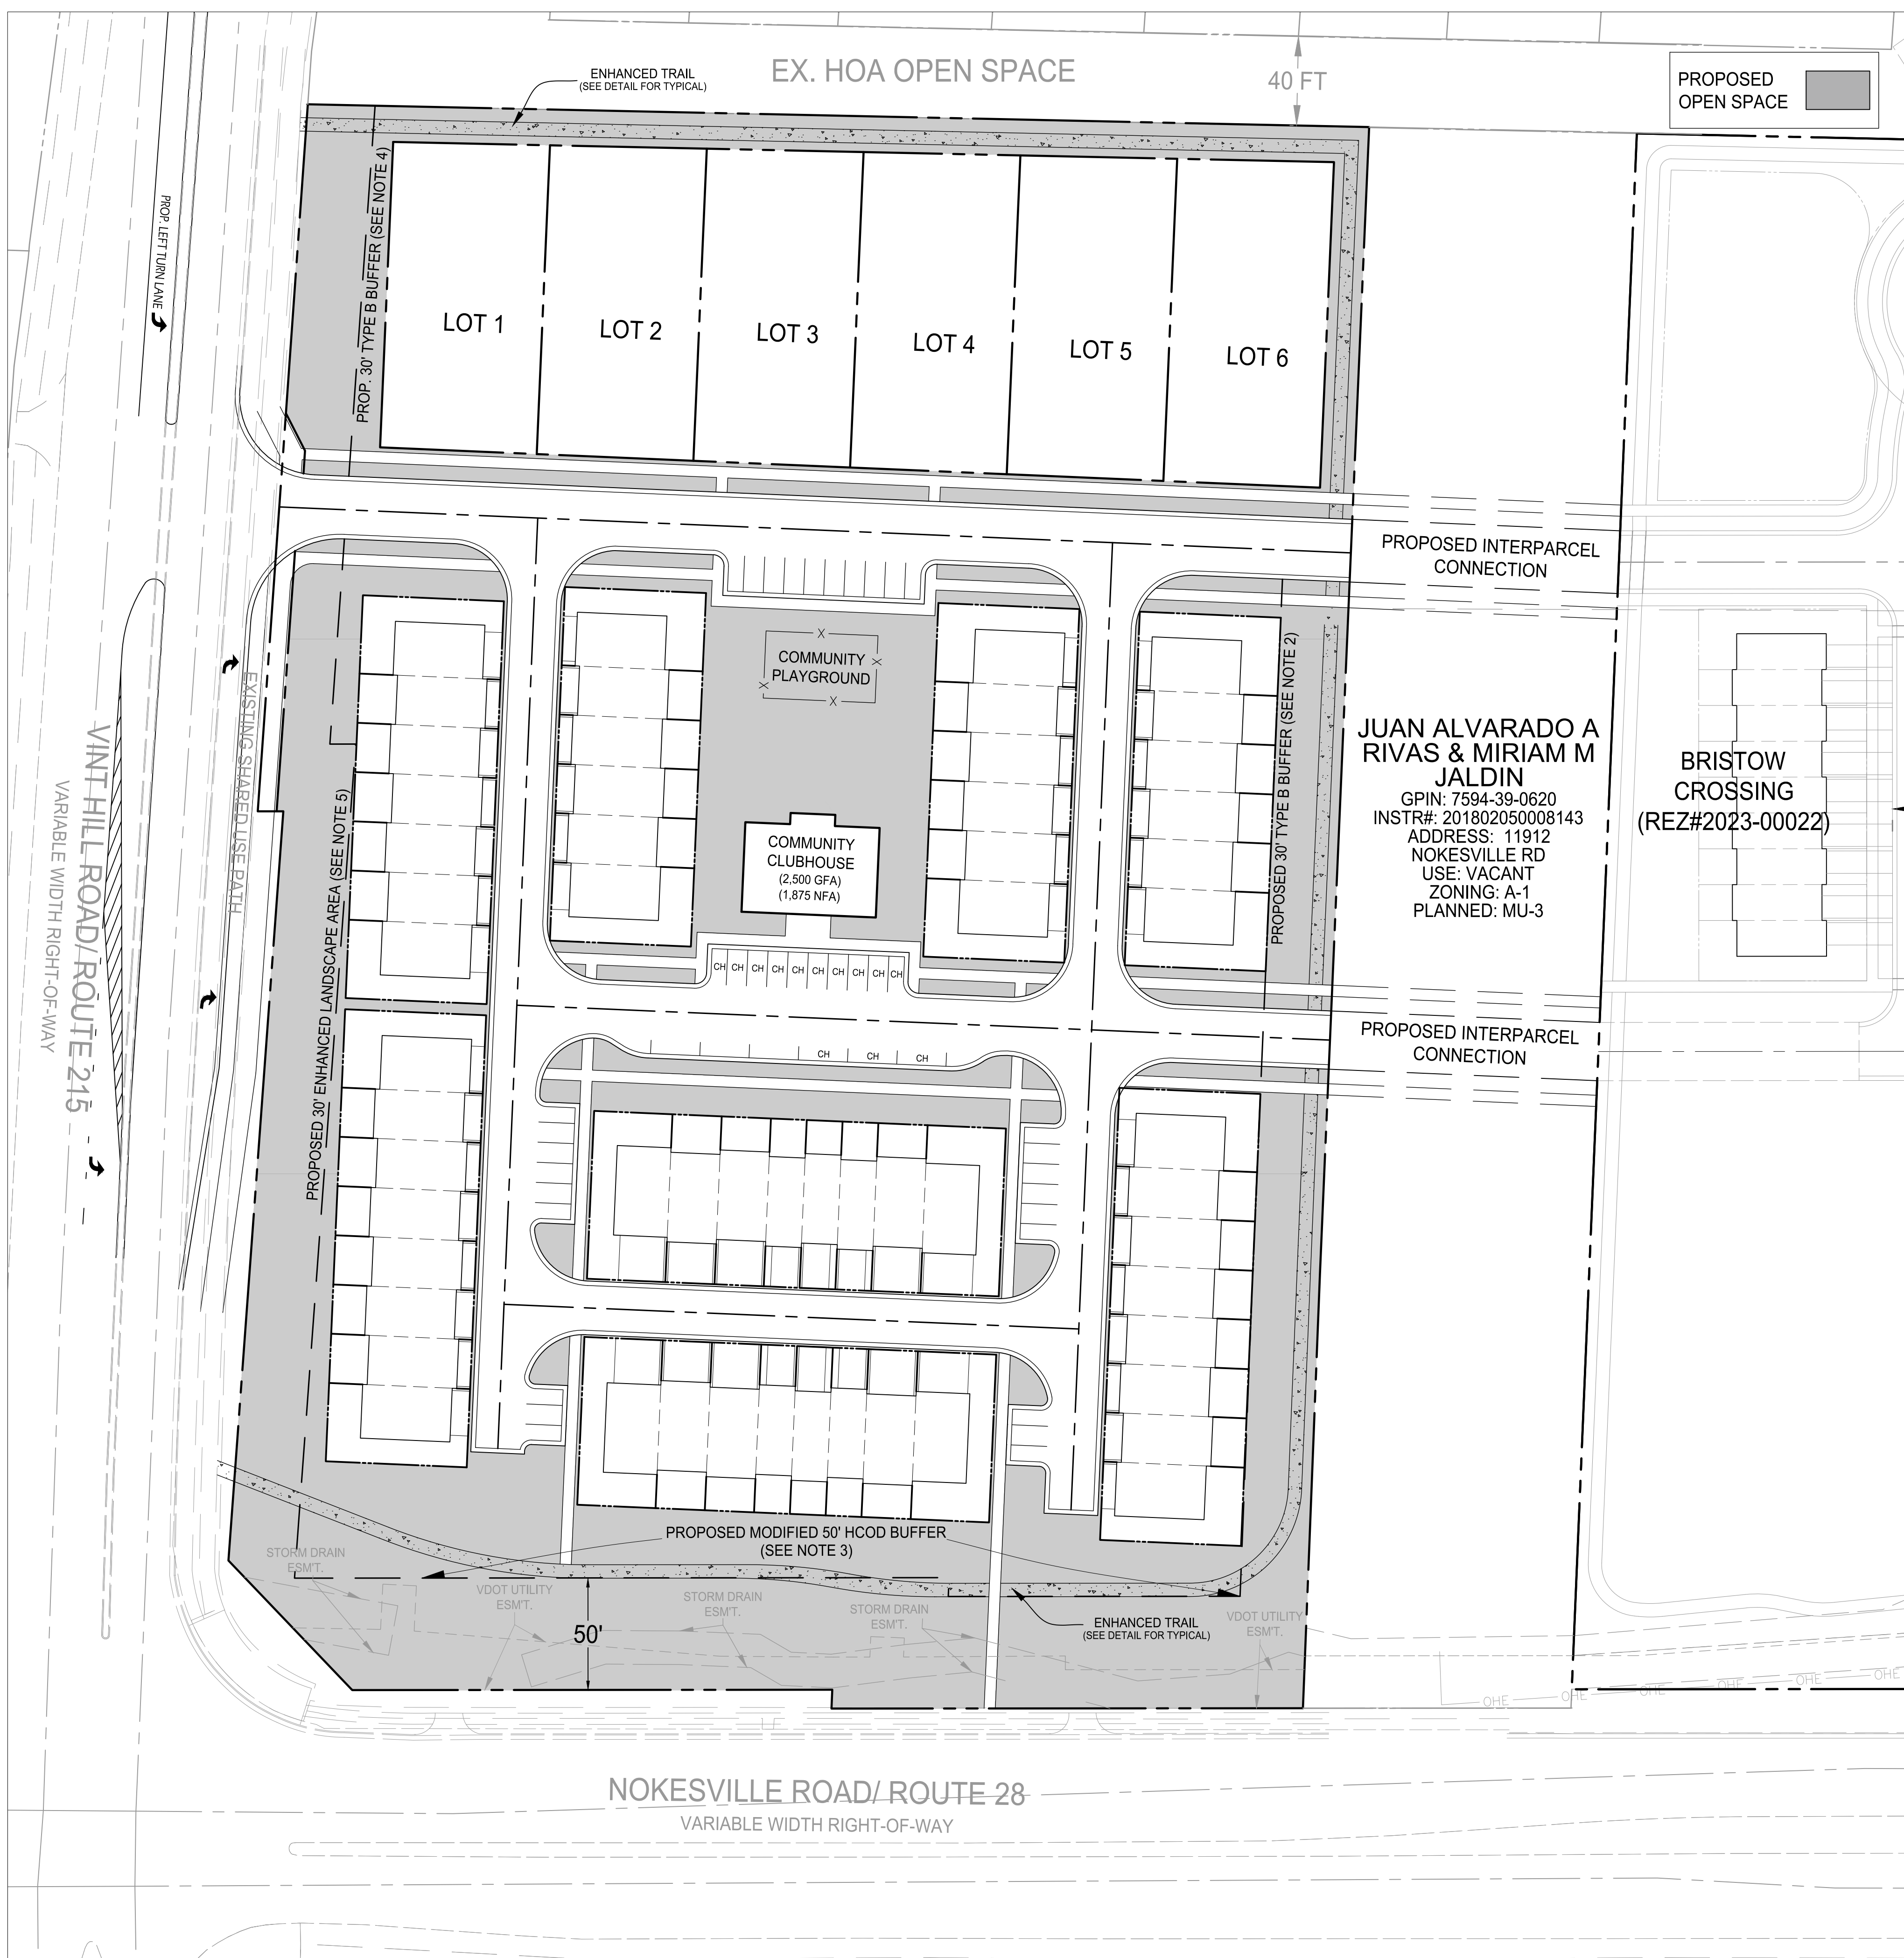 EX. HOA OPEN SPACE
40 FT
ENHANCED TRAIL
(SEE DETAIL FOR TYPICAL)
PROPOSED
OPEN SPACE
PROP. LEFT TURN LANE
PROP. 30' TYPE B BUFFER (SEE NOTE 4)
LOT 1
LOT 2
LOT 3
LOT 4
LOT 5
LOT 6
PROPOSED INTERPARCEL
CONNECTION
COMMUNITY
PLAYGROUND
X
X
X
X
COMMUNITY
CLUBHOUSE
(2,500 GFA)
(1,875 NFA)
PROPOSED 30' TYPE B BUFFER (SEE NOTE 2)
JUAN ALVARADO A
RIVAS & MIRIAM M
JALDIN
GPIN: 7594-39-0620
INSTR#: 201802050008143
ADDRESS: 11912
NOKESVILLE RD
USE: VACANT
ZONING: A-1
PLANNED: MU-3
BRISTOW
CROSSING
(REZ#2023-00022)
EXISTING SHARED USE PATH
VINT HILL ROAD/ ROUTE 215
VARIABLE WIDTH RIGHT-OF-WAY
PROPOSED 30' ENHANCED LANDSCAPE AREA (SEE NOTE 5)
CH CH CH CH CH CH CH CH CH CH
CH CH CH
PROPOSED INTERPARCEL
CONNECTION
PROPOSED MODIFIED 50' HCOD BUFFER
(SEE NOTE 3)
STORM DRAIN
ESM'T.
VDOT UTILITY
ESM'T.
STORM DRAIN
ESM'T.
STORM DRAIN
ESM'T.
ENHANCED TRAIL
(SEE DETAIL FOR TYPICAL)
VDOT UTILITY
ESM'T.
50'
OHE OHE OHE OHE OHE OHE
NOKESVILLE ROAD/ ROUTE 28
VARIABLE WIDTH RIGHT-OF-WAY